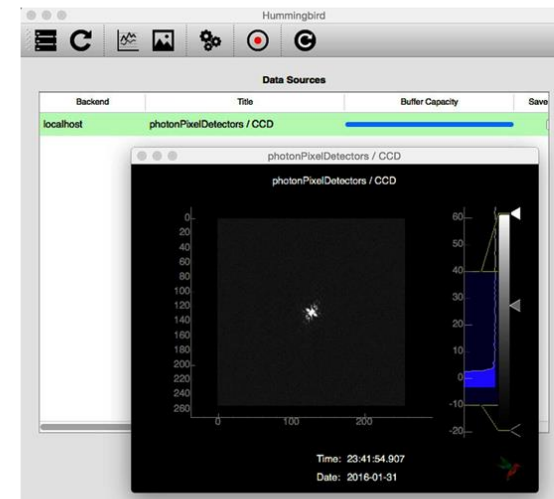 Hummingbird
Data Sources
Backend Title Buffer Capacity Save
localhost photonPixelDetectors / CCD
photonPixelDetectors / CCD
photonPixelDetectors / CCD
0
20
40
60
80
100
120
140
160
180
200
220
240
260
0 100 200
60
50
40
30
20
10
0
-10
-20
Time: 23:41:54.907
Date: 2016-01-31